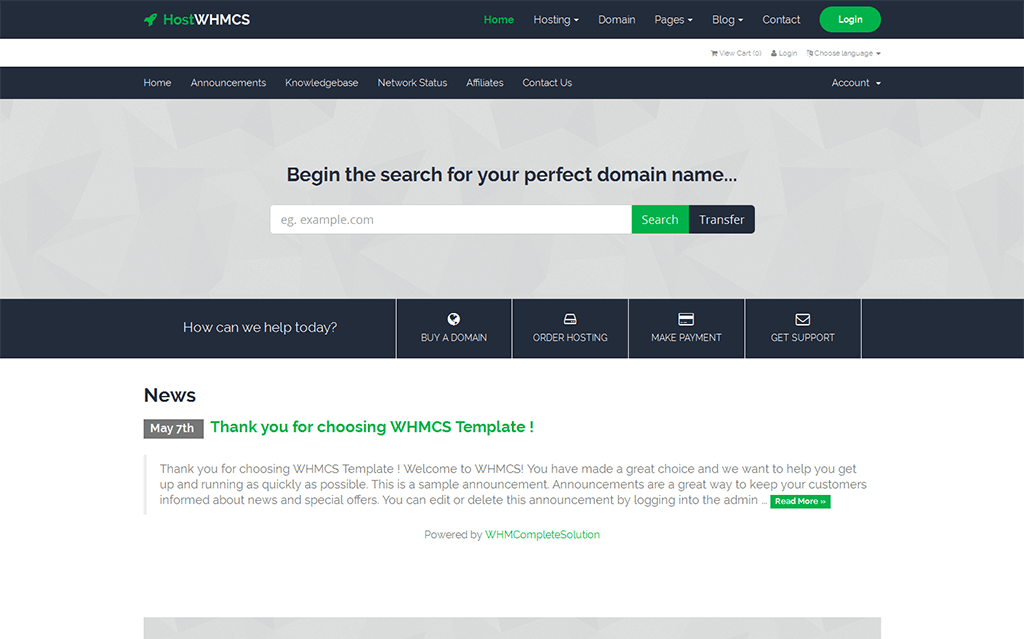 HostWHMCS Home Hosting Domain Pages Blog Contact Login
View Cart (0) Login Choose language
Home Announcements Knowledgebase Network Status Affiliates Contact Us Account
Begin the search for your perfect domain name...
eg. example.com Search Transfer
How can we help today? BUY A DOMAIN ORDER HOSTING MAKE PAYMENT GET SUPPORT
News
May 7th Thank you for choosing WHMCS Template !
Thank you for choosing WHMCS Template ! Welcome to WHMCS! You have made a great choice and we want to help you get
up and running as quickly as possible. This is a sample announcement. Announcements are a great way to keep your customers
informed about news and special offers. You can edit or delete this announcement by logging into the admin ... Read More »
Powered by WHMCompleteSolution